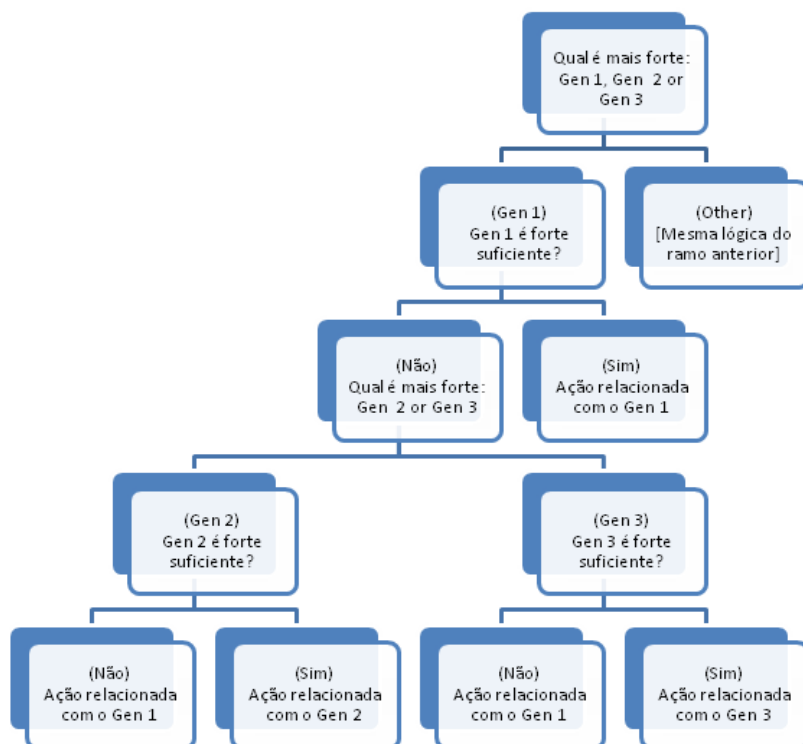 Qual é mais forte:
Gen 1, Gen 2 or
Gen 3
(Gen 1)
Gen 1 é forte
suficiente?
(Other)
[Mesma lógica do
ramo anterior]
(Não)
Qual é mais forte:
Gen 2 or Gen 3
(Sim)
Ação relacionada
com o Gen 1
(Gen 2)
Gen 2 é forte
suficiente?
(Gen 3)
Gen 3 é forte
suficiente?
(Não)
Ação relacionada
com o Gen 1
(Sim)
Ação relacionada
com o Gen 2
(Não)
Ação relacionada
com o Gen 1
(Sim)
Ação relacionada
com o Gen 3